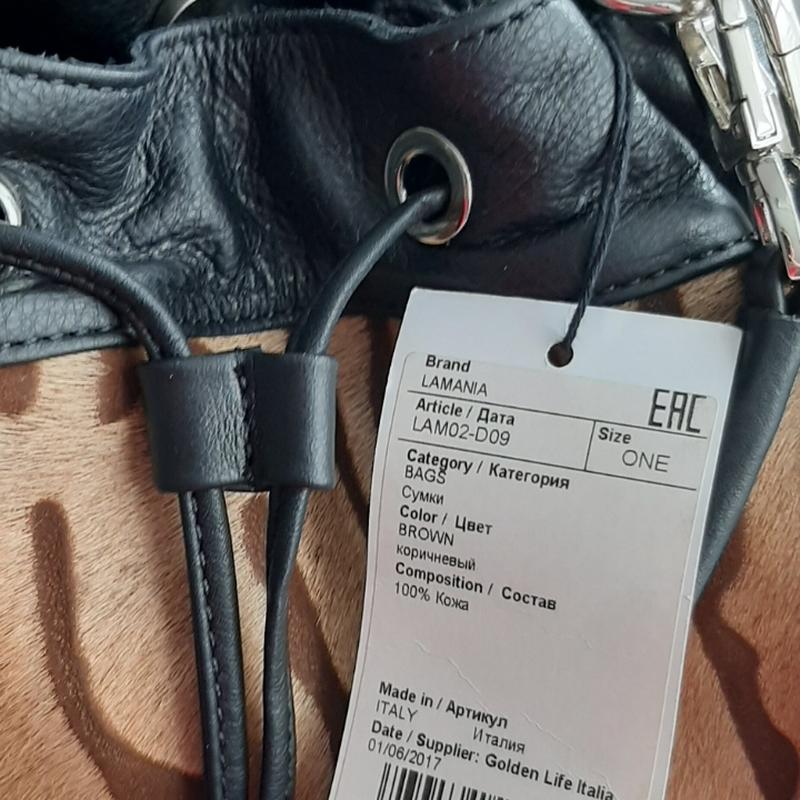 Brand
LAMANIA
EAC
Article / Дата
LAM02-D09
Size
ONE
Category / Категория
BAGS
Сумки
Color / Цвет
BROWN
коричневый
Composition / Состав
100% Кожа
Made in / Артикул
ITALY Италия
Date / Supplier: Golden Life Italia
01/06/2017